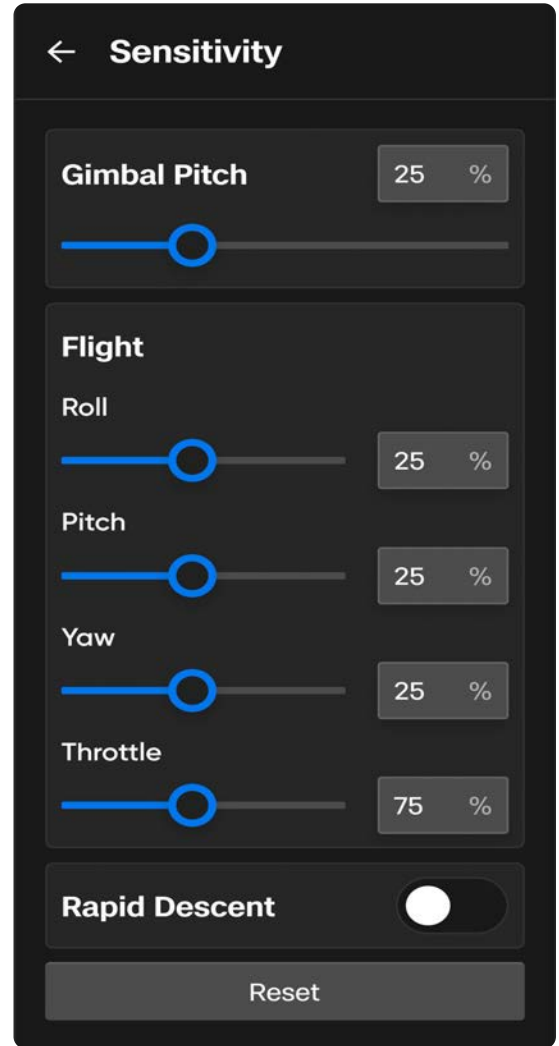 Sensitivity
Gimbal Pitch 25 %
Flight
Roll
25 %
Pitch
25 %
Yaw
25 %
Throttle
75 %
Rapid Descent
Reset